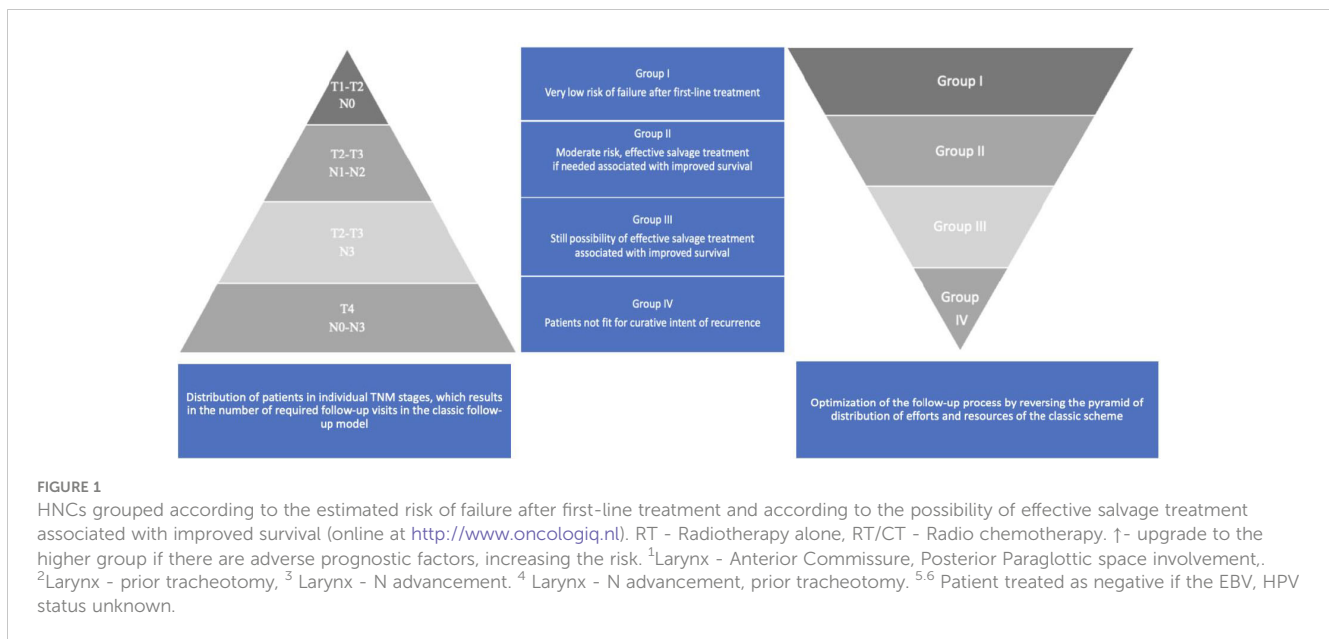 T1-T2
N0
T2-T3
N1-N2
T2-T3
N3
T4
N0-N3
Distribution of patients in individual TNM stages, which results
in the number of required follow-up visits in the classic follow-
up model
Group I
Very low risk of failure after first-line treatment
Group II
Moderate risk, effective salvage treatment
if needed associated with improved survival
Group III
Still possibility of effective salvage treatment
associated with improved survival
Group IV
Patients not fit for curative intent of recurrence
Group I
Group II
Group III
Group
IV
Optimization of the follow-up process by reversing the pyramid of
distribution of efforts and resources of the classic scheme
FIGURE 1
HNCs grouped according to the estimated risk of failure after first-line treatment and according to the possibility of effective salvage treatment
associated with improved survival (online at http://www.oncologiq.nl). RT - Radiotherapy alone, RT/CT - Radio chemotherapy. ↑- upgrade to the
higher group if there are adverse prognostic factors, increasing the risk. ¹Larynx - Anterior Commissure, Posterior Paraglottic space involvement,.
²Larynx - prior tracheotomy, ³ Larynx - N advancement. ⁴ Larynx - N advancement, prior tracheotomy. ⁵·⁶ Patient treated as negative if the EBV, HPV
status unknown.